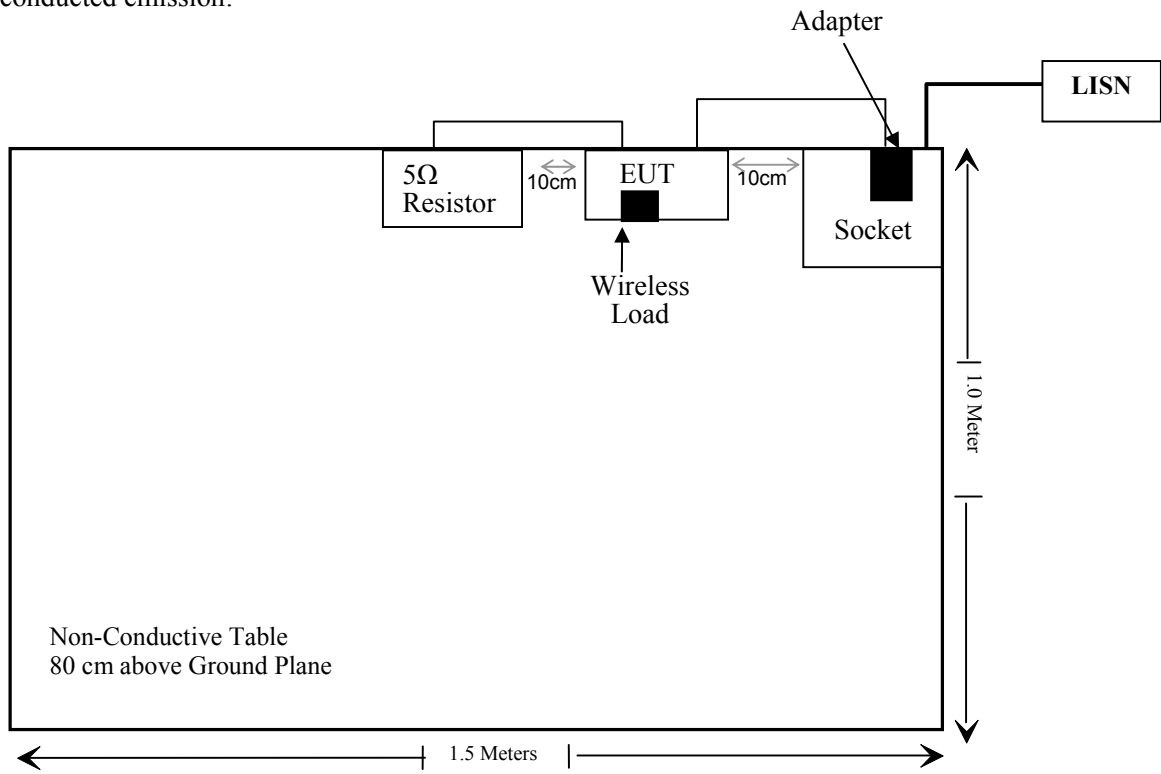 conducted emission:
Adapter
LISN
5Ω
Resistor
10cm
EUT
10cm
Socket
Wireless
Load
1.0 Meter
Non-Conductive Table
80 cm above Ground Plane
1.5 Meters